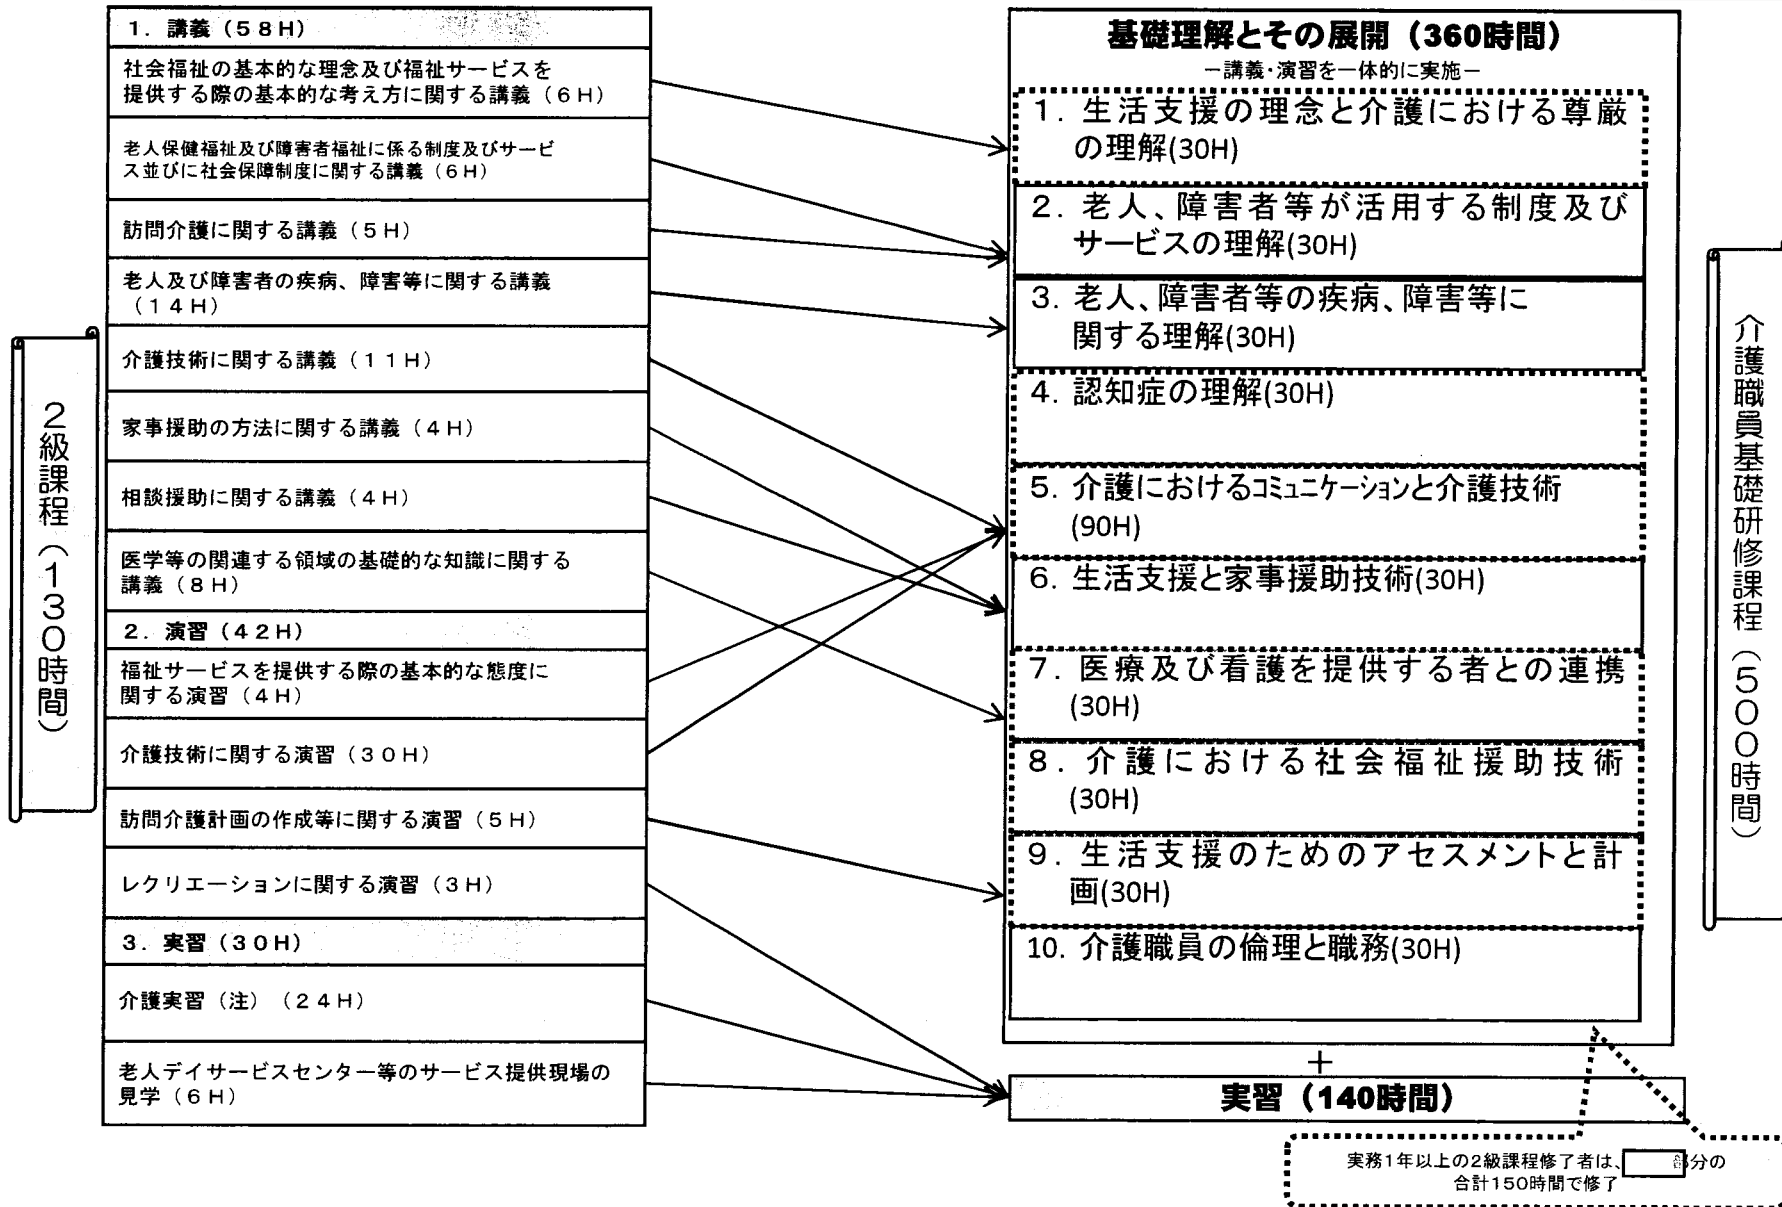 2級課程（130時間）
1．講義（58H）
社会福祉の基本的な理念及び福祉サービスを
提供する際の基本的な考え方に関する講義（6H）
老人保健福祉及び障害者福祉に係る制度及びサービ
ス並びに社会保障制度に関する講義（6H）
訪問介護に関する講義（5H）
老人及び障害者の疾病、障害等に関する講義
（14H）
介護技術に関する講義（11H）
家事援助の方法に関する講義（4H）
相談援助に関する講義（4H）
医学等の関連する領域の基礎的な知識に関する
講義（8H）
2．演習（42H）
福祉サービスを提供する際の基本的な態度に
関する演習（4H）
介護技術に関する演習（30H）
訪問介護計画の作成等に関する演習（5H）
レクリエーションに関する演習（3H）
3．実習（30H）
介護実習（注）（24H）
老人デイサービスセンター等のサービス提供現場の
見学（6H）
基礎理解とその展開（360時間）
－講義・演習を一体的に実施－
1．生活支援の理念と介護における尊厳
の理解(30H)
2．老人、障害者等が活用する制度及び
サービスの理解(30H)
3．老人、障害者等の疾病、障害等に
関する理解(30H)
4．認知症の理解(30H)
5．介護におけるコミュニケーションと介護技術
(90H)
6．生活支援と家事援助技術(30H)
7．医療及び看護を提供する者との連携
(30H)
8．介護における社会福祉援助技術
(30H)
9．生活支援のためのアセスメントと計
画(30H)
10．介護職員の倫理と職務(30H)
＋
実習（140時間）
実務1年以上の2級課程修了者は、 部分の
合計150時間で修了
介護職員基礎研修課程（500時間）